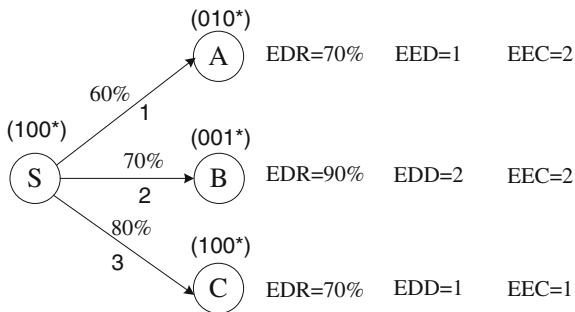 (010*)
A EDR=70% EED=1 EEC=2
60%
1
(100*)
(001*)
S
70%
B EDR=90% EDD=2 EEC=2
2
80%
(100*)
3
C EDR=70% EDD=1 EEC=1